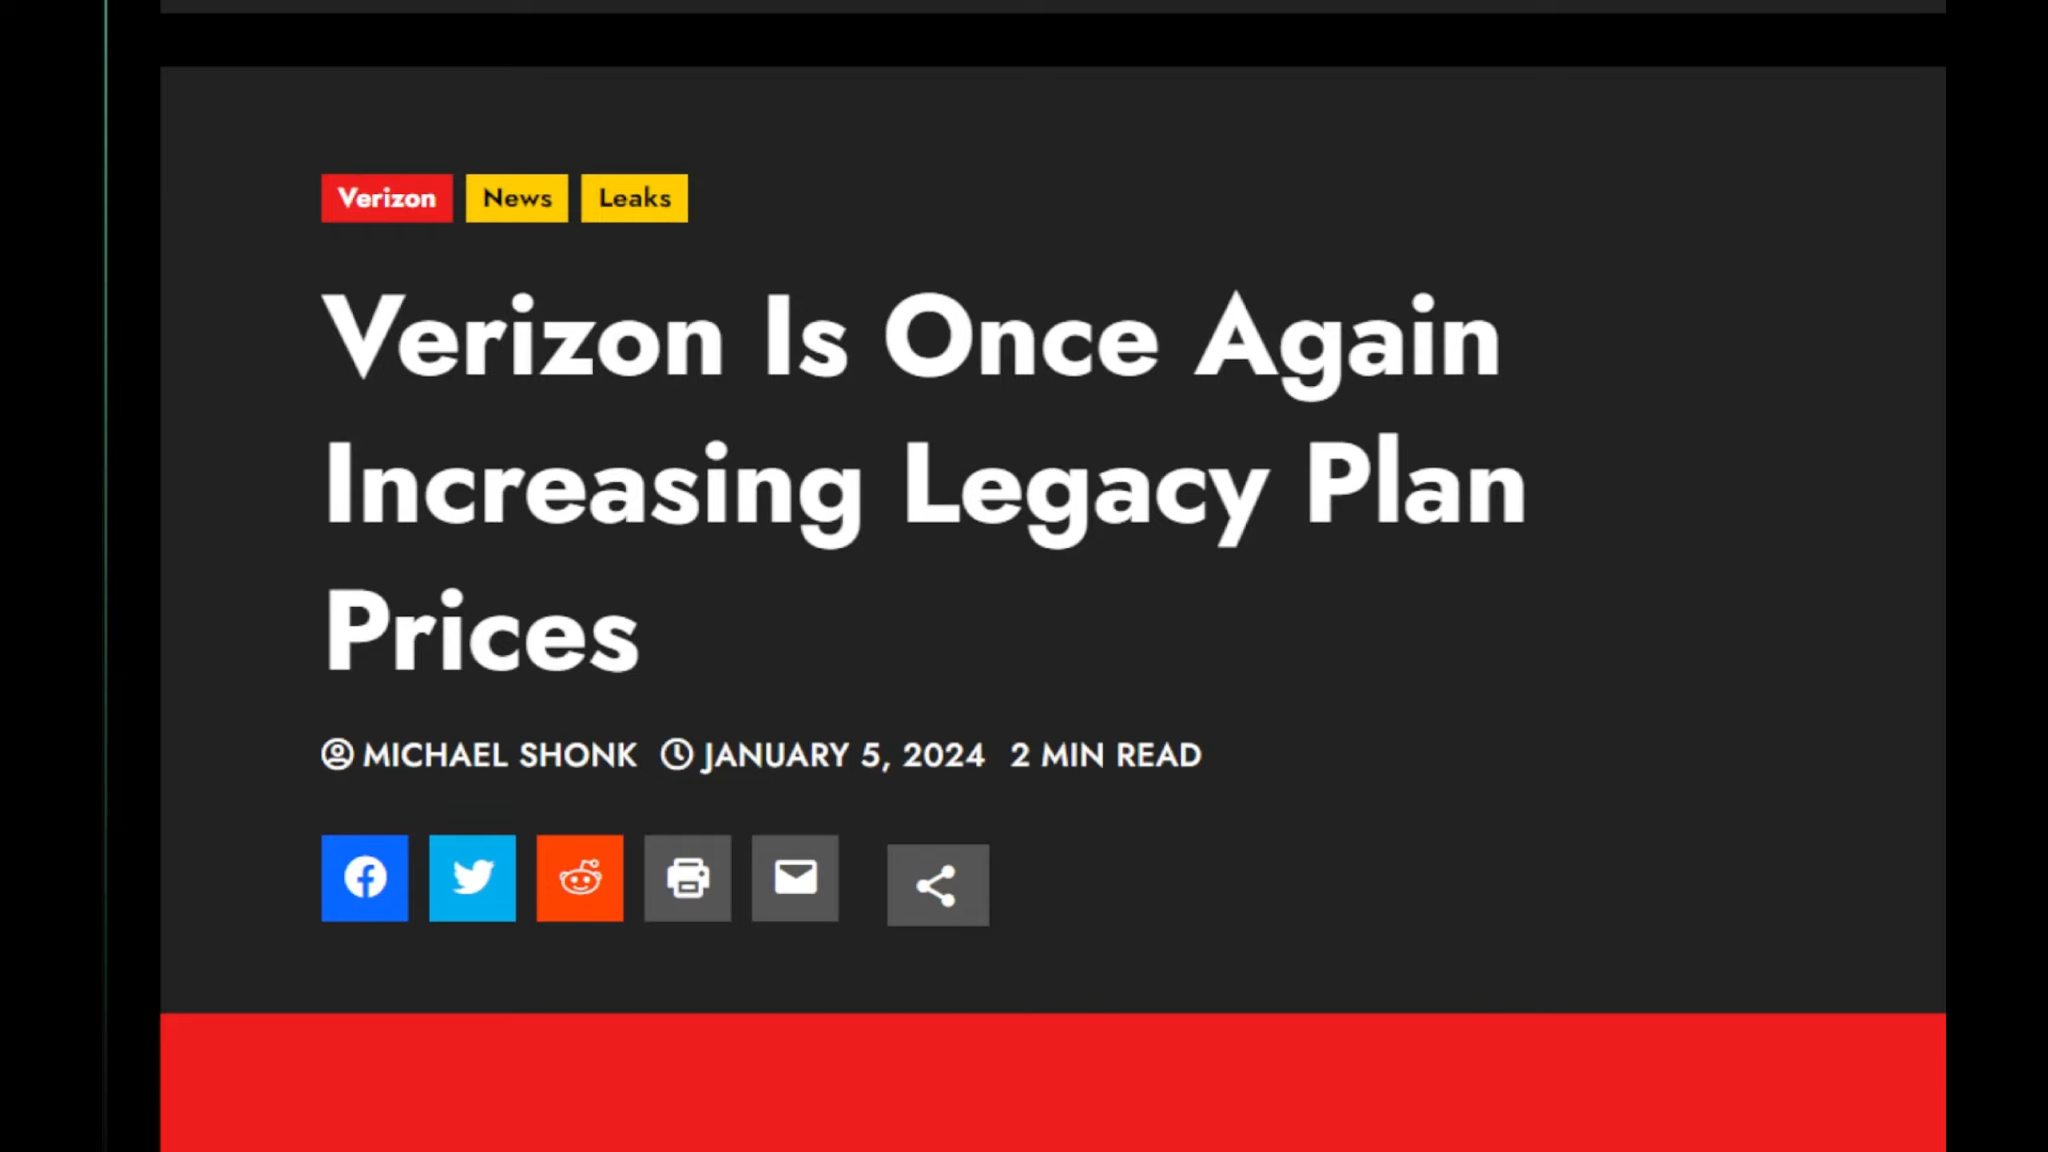 Verizon News Leaks
Verizon Is Once Again
Increasing Legacy Plan
Prices
MICHAEL SHONK JANUARY 5, 2024 2 MIN READ